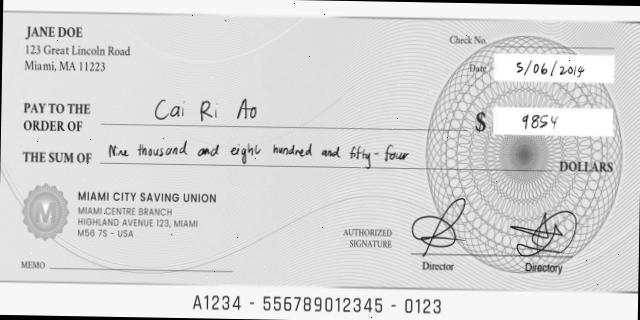 JANE DOE
123 Great Lincoln Road
Miami, MA 11223
Check No.
Date 5/06/2014
PAY TO THE
ORDER OF Cai Ri Ao $ 9854
THE SUM OF Nine thousand and eight hundred and fifty-four DOLLARS
M
MIAMI CITY SAVING UNION
MIAMI CENTRE BRANCH
HIGHLAND AVENUE 123, MIAMI
M56 7S - USA
AUTHORIZED
SIGNATURE
MEMO
Director Directory
A1234 - 556789012345 - 0123